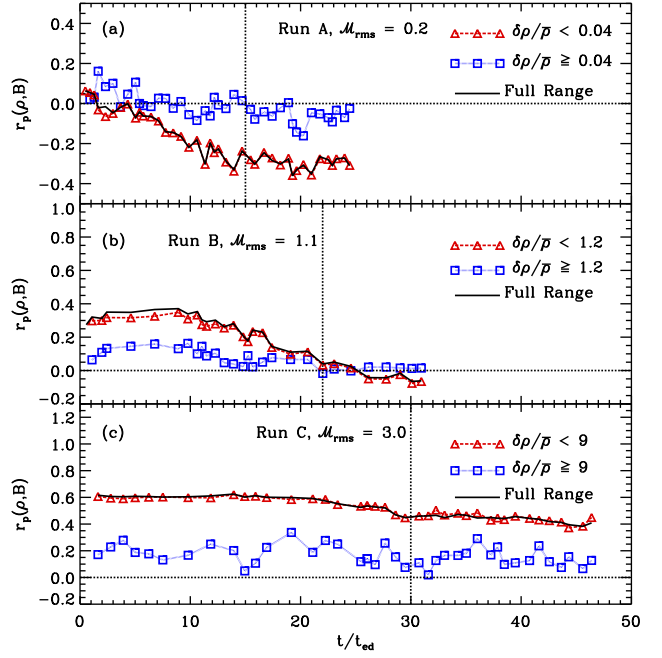 0.4
(a)
Run A, ℳrms = 0.2
δρ/ρ̅ < 0.04
0.2
δρ/ρ̅ ≧ 0.04
rp(ρ,B)
0.0
Full Range
-0.2
-0.4
1.0
0.8
(b)
Run B, ℳrms = 1.1
δρ/ρ̅ < 1.2
0.6
δρ/ρ̅ ≧ 1.2
rp(ρ,B)
0.4
Full Range
0.2
0.0
-0.2
1.2
(c)
Run C, ℳrms = 3.0
δρ/ρ̅ < 9
1.0
δρ/ρ̅ ≧ 9
0.8
Full Range
rp(ρ,B)
0.6
0.4
0.2
0.0
-0.2
0 10 20 30 40 50
t/ted